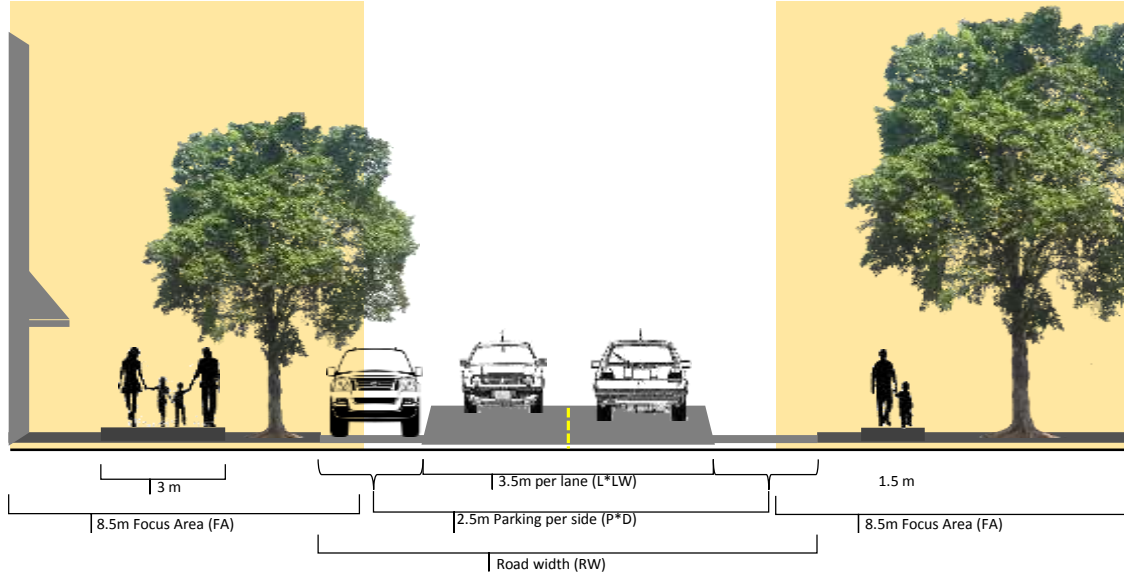 3 m
3.5m per lane (L*LW)
1.5 m
8.5m Focus Area (FA)
2.5m Parking per side (P*D)
8.5m Focus Area (FA)
Road width (RW)